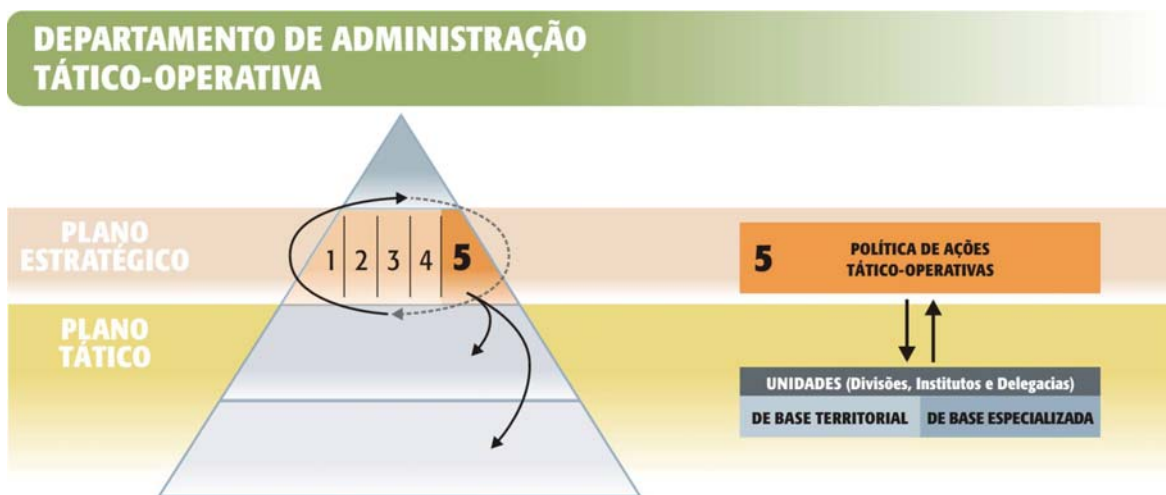 DEPARTAMENTO DE ADMINISTRAÇÃO
TÁTICO-OPERATIVA
PLANO
ESTRATÉGICO
1 2 3 4 5
5 POLÍTICA DE AÇÕES
TÁTICO-OPERATIVAS
PLANO
TÁTICO
UNIDADES (Divisões, Institutos e Delegacias)
DE BASE TERRITORIAL DE BASE ESPECIALIZADA